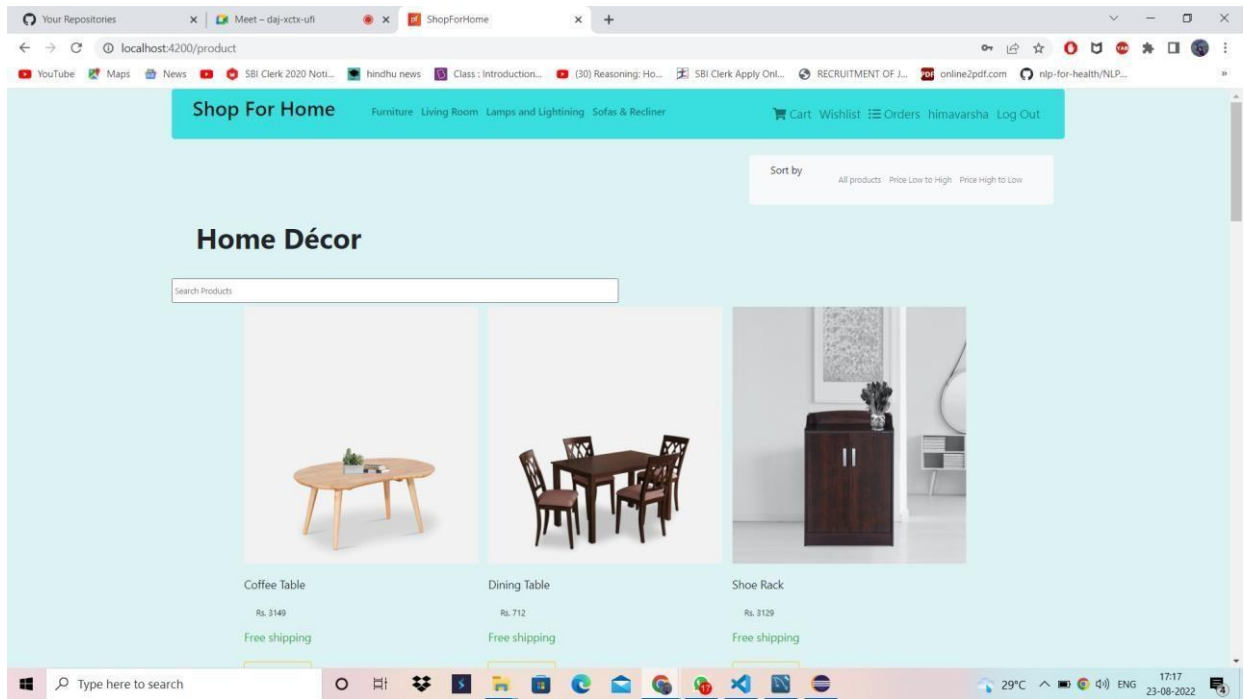 Your Repositories
Meet – daj-xctx-ufi
ShopForHome
localhost:4200/product
YouTube Maps News SBI Clerk 2020 Noti... hindhu news Class : Introduction... (30) Reasoning: Ho... SBI Clerk Apply Onl... RECRUITMENT OF J... online2pdf.com nlp-for-health/NLP...
Shop For Home Furniture Living Room Lamps and Lightining Sofas & Recliner Cart Wishlist Orders himavarsha Log Out
Sort by All products Price Low to High Price High to Low
Home Décor
Search Products
Coffee Table Dining Table Shoe Rack
Rs. 3149 Rs. 712 Rs. 3129
Free shipping Free shipping Free shipping
Type here to search
29°C ENG 17:17
23-08-2022